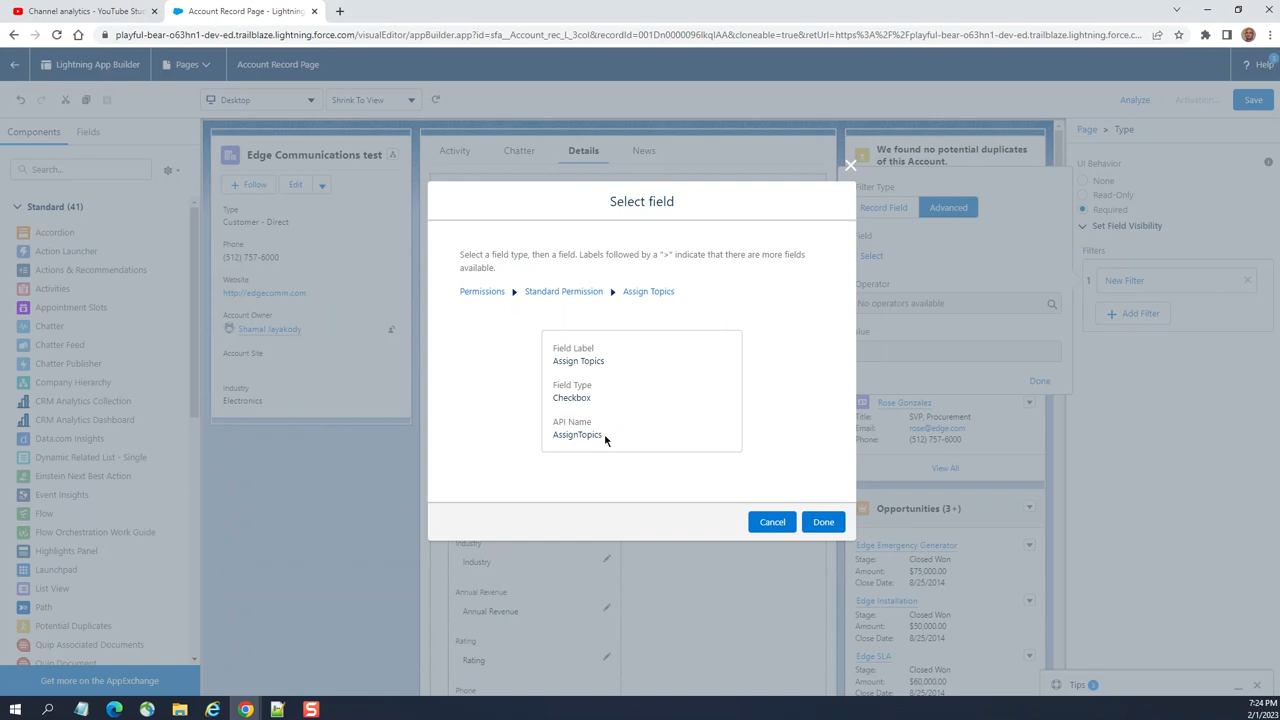 Channel analytics - YouTube Stu
Account Record Page - Lightning
playful-bear-o63hn1-dev-ed.trailblaze.lightning.force.com/visualEditor/appBuilder.app?id=sfa__Account_rec_L_3col&recordId=001Dn0000096lkqIAA&cloneable=true&retUrl=https%3A%2F%2Fplayful-bear-o63hn1-dev-ed.trailblaze.lightning.force.c...
Lightning App Builder
Pages
Account Record Page
? Help
Desktop
Shrink To View
Analyze
Activation...
Save
Components
Fields
Search...
Standard (41)
Accordion
Action Launcher
Actions & Recommendations
Activities
Appointment Slots
Chatter
Chatter Feed
Chatter Publisher
Company Hierarchy
CRM Analytics Collection
CRM Analytics Dashboard
Data.com Insights
Dynamic Related List - Single
Einstein Next Best Action
Event Insights
Flow
Flow Orchestration Work Guide
Highlights Panel
Launchpad
List View
Path
Potential Duplicates
Quip Associated Documents
Quip Document
Get more on the AppExchange
Edge Communications test
+ Follow
Edit
Type
Customer - Direct
Phone
(512) 757-6000
Website
http://edgecomm.com
Account Owner
Shamal Jayakody
Account Site
Industry
Electronics
Activity
Chatter
Details
News
Select field
Select a field type, then a field. Labels followed by a ">" indicate that there are more fields
available.
Permissions
Standard Permission
Assign Topics
Field Label
Assign Topics
Field Type
Checkbox
API Name
AssignTopics
Cancel
Done
Industry
Industry
Annual Revenue
Annual Revenue
Rating
Rating
Phone
We found no potential duplicates
of this Account.
Filter Type
Record Field
Advanced
Field
Select
Operator
No operators available
Value
Done
Rose Gonzalez
Title: SVP, Procurement
Email: rose@edge.com
Phone: (512) 757-6000
View All
Opportunities (3+)
Edge Emergency Generator
Stage: Closed Won
Amount: $75,000.00
Close Date: 8/25/2014
Edge Installation
Stage: Closed Won
Amount: $50,000.00
Close Date: 8/25/2014
Edge SLA
Stage: Closed Won
Amount: $60,000.00
Close Date: 8/25/2014
Page > Type
UI Behavior
None
Read-Only
Required
Set Field Visibility
Filters
1 New Filter
+ Add Filter
Tips 3
7:24 PM
2/1/2023